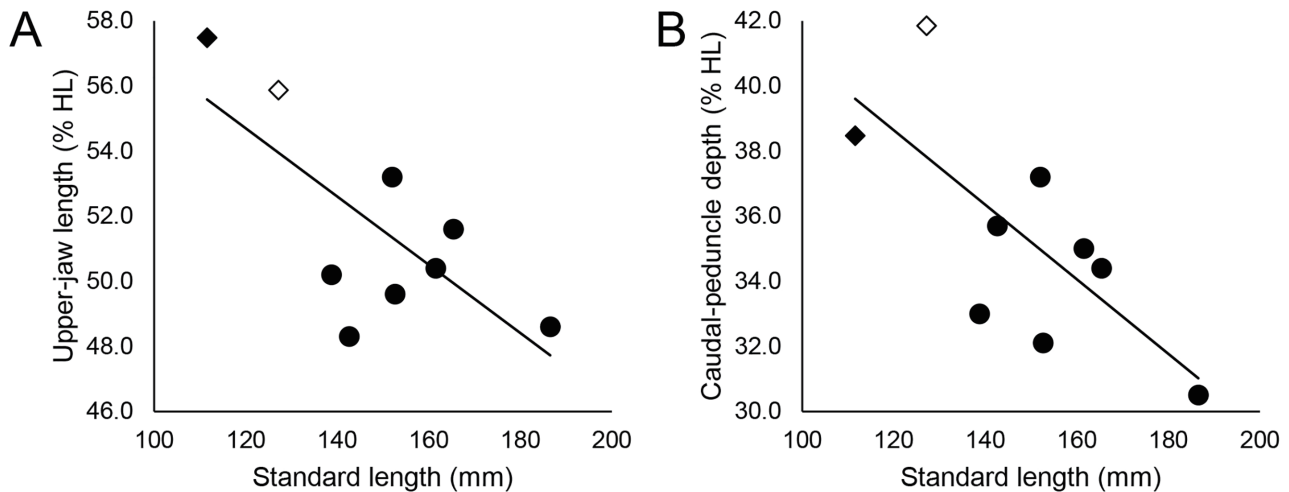 A
Upper-jaw length (% HL)
58.0
56.0
54.0
52.0
50.0
48.0
46.0
100 120 140 160 180 200
Standard length (mm)
B
Caudal-peduncle depth (% HL)
42.0
40.0
38.0
36.0
34.0
32.0
30.0
100 120 140 160 180 200
Standard length (mm)